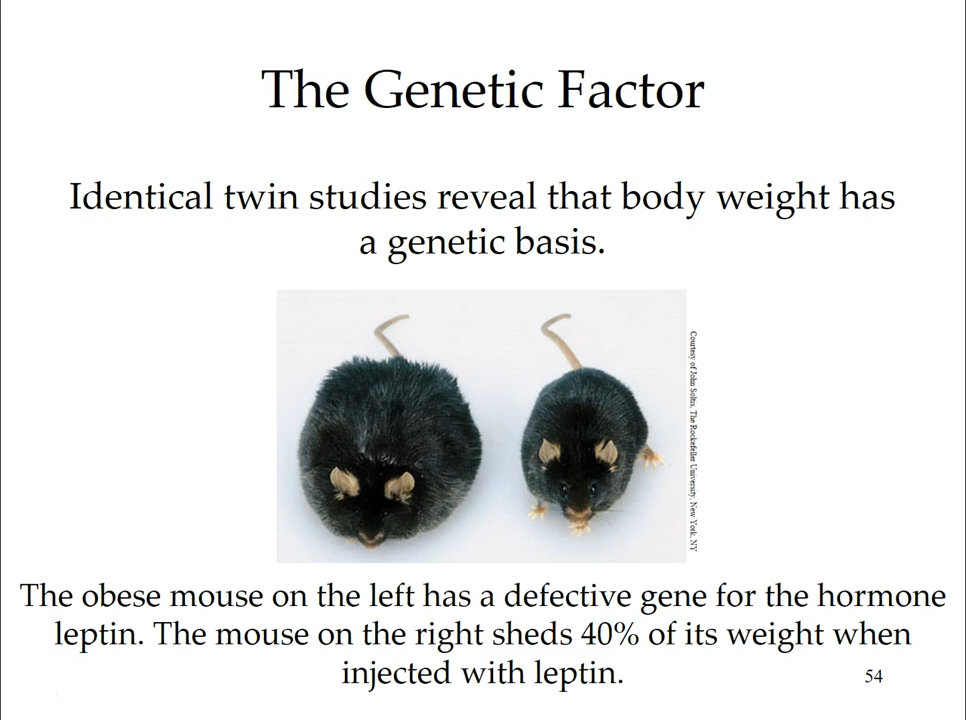 The Genetic Factor
Identical twin studies reveal that body weight has
a genetic basis.
Courtesy of John Soltis, The Rockefeller University, New York, NY
The obese mouse on the left has a defective gene for the hormone
leptin. The mouse on the right sheds 40% of its weight when
injected with leptin.
54